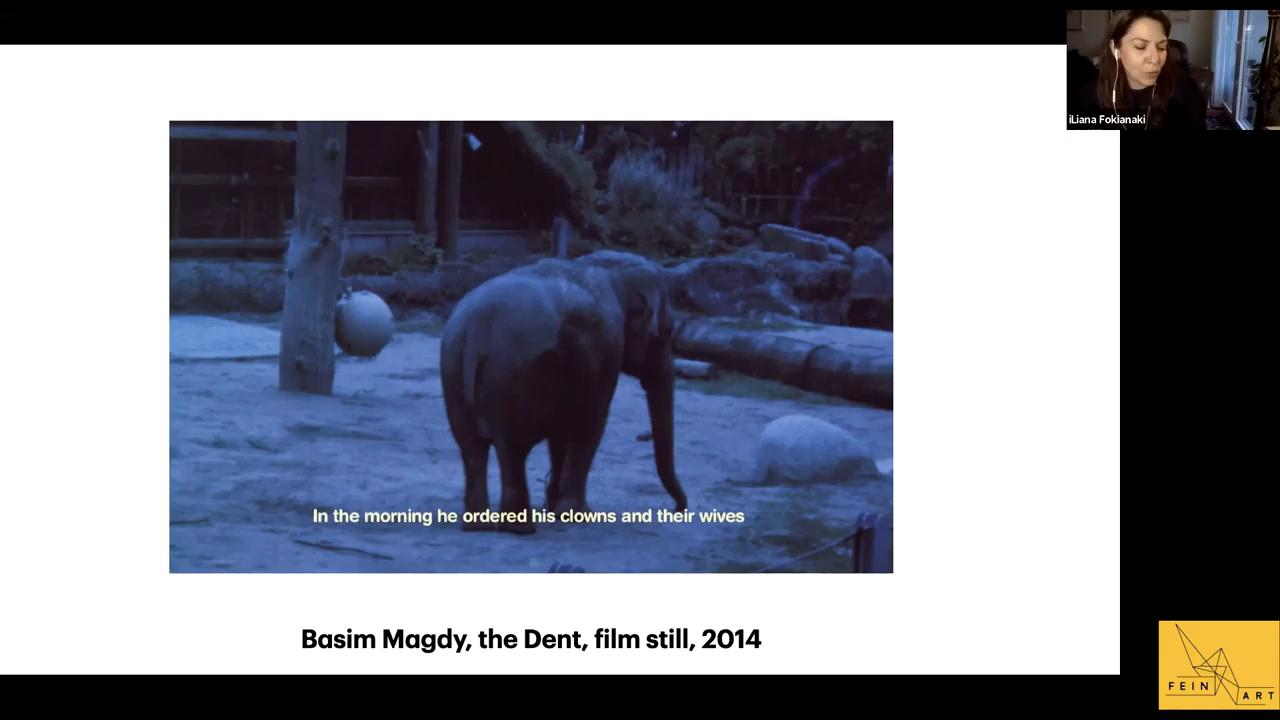 iLiana Fokianaki
In the morning he ordered his clowns and their wives
Basim Magdy, the Dent, film still, 2014
FEIN
ART